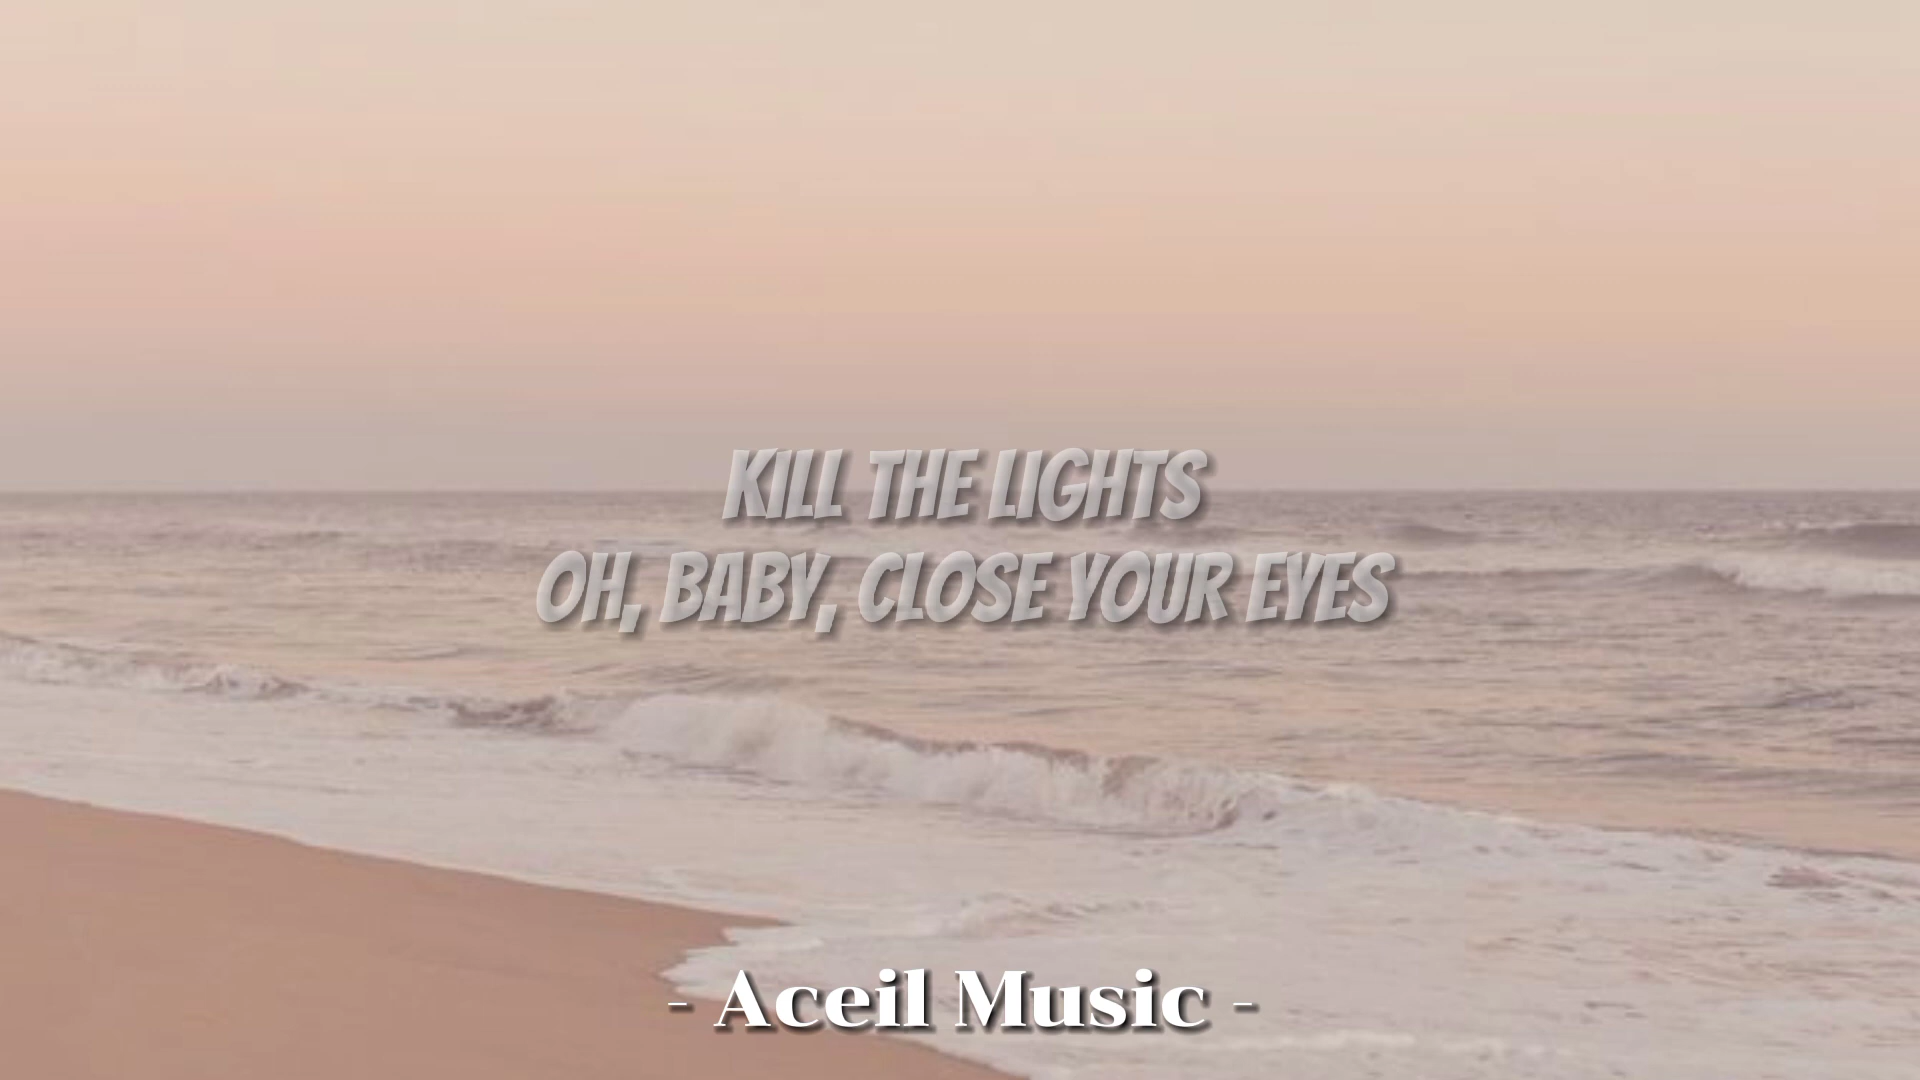 KILL THE LIGHTS
OH, BABY, CLOSE YOUR EYES
- Aceil Music -